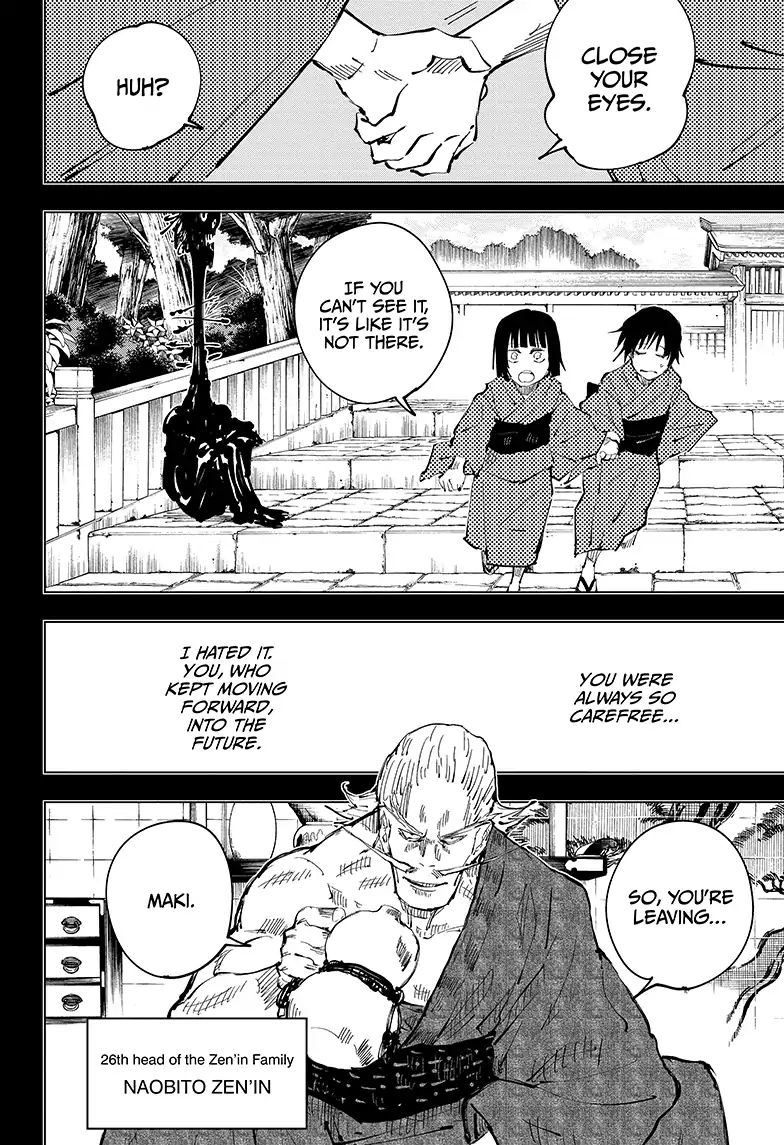 CLOSE
YOUR
EYES.
HUH?
IF YOU
CAN'T SEE IT,
IT'S LIKE IT'S
NOT THERE.
YOU WERE
ALWAYS SO
CAREFREE...
I HATED IT.
YOU, WHO
KEPT MOVING
FORWARD,
INTO THE
FUTURE.
SO, YOU'RE
LEAVING...
MAKI.
26th head of the Zen'in Family
NAOBITO ZEN'IN